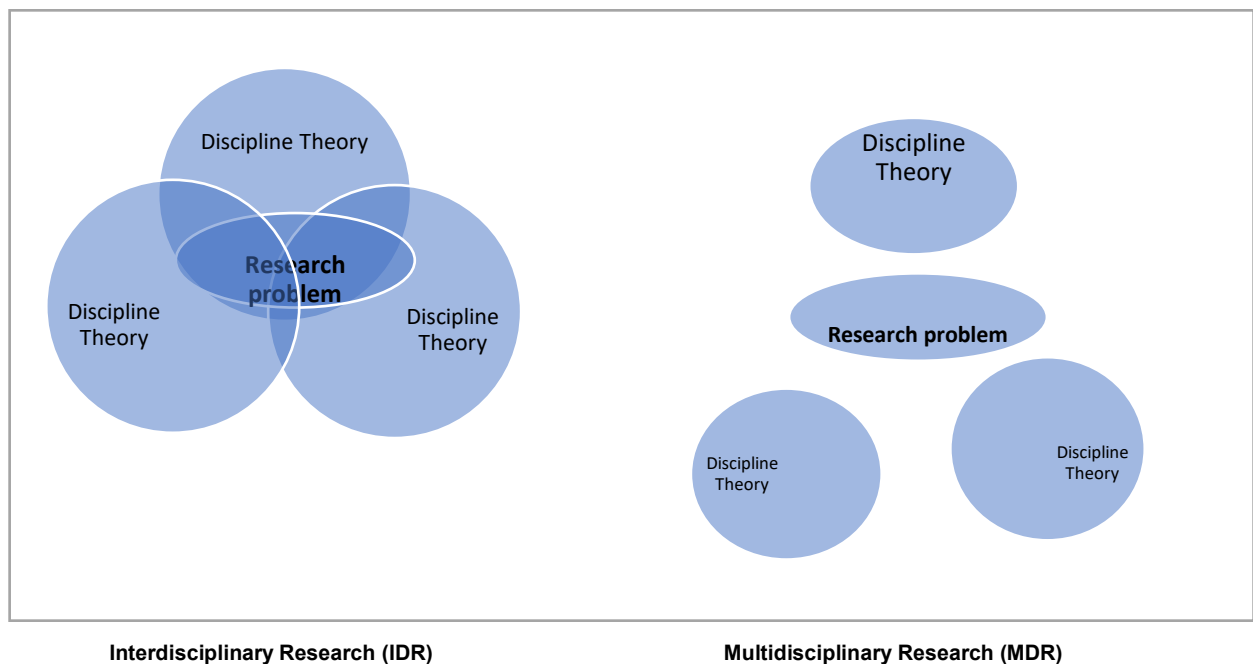 Discipline Theory
Research
problem
Discipline
Theory
Discipline
Theory
Discipline
Theory
Research problem
Discipline
Theory
Discipline
Theory
Interdisciplinary Research (IDR)
Multidisciplinary Research (MDR)